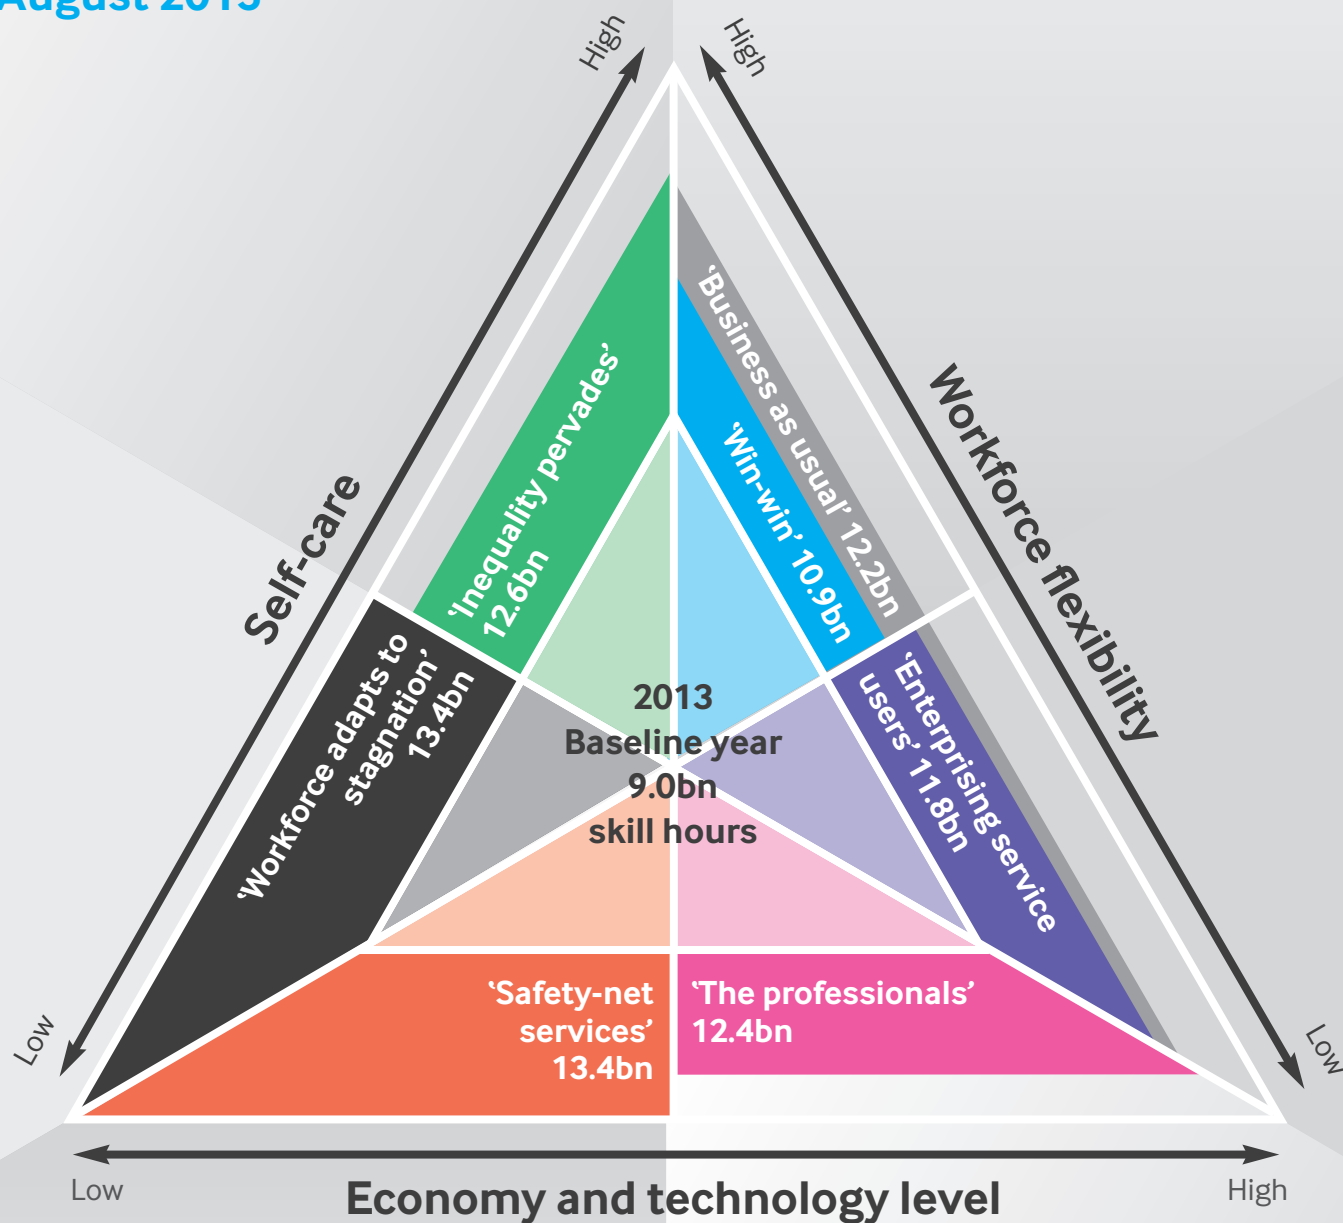 August 2015
High
High
Self-care
Workforce flexibility
‘Business as usual’ 12.2bn
‘Win-win’ 10.9bn
‘Inequality pervades’
12.6bn
‘Workforce adapts to
stagnation’
13.4bn
‘Enterprising service
users’ 11.8bn
2013
Baseline year
9.0bn
skill hours
‘Safety-net
services’
13.4bn
‘The professionals’
12.4bn
Low
Low
Low
High
Economy and technology level